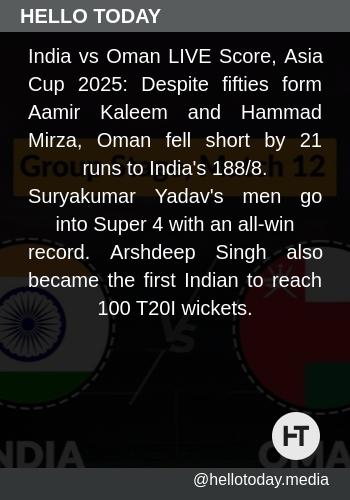 HELLO TODAY
India vs Oman LIVE Score, Asia
Cup 2025: Despite fifties form
Aamir Kaleem and Hammad
Mirza, Oman fell short by 21
runs to India's 188/8.
Suryakumar Yadav's men go
into Super 4 with an all-win
record. Arshdeep Singh also
became the first Indian to reach
100 T20I wickets.
Group Stage, Match 12
VS
INDIA
OMA
HT
@hellotoday.media